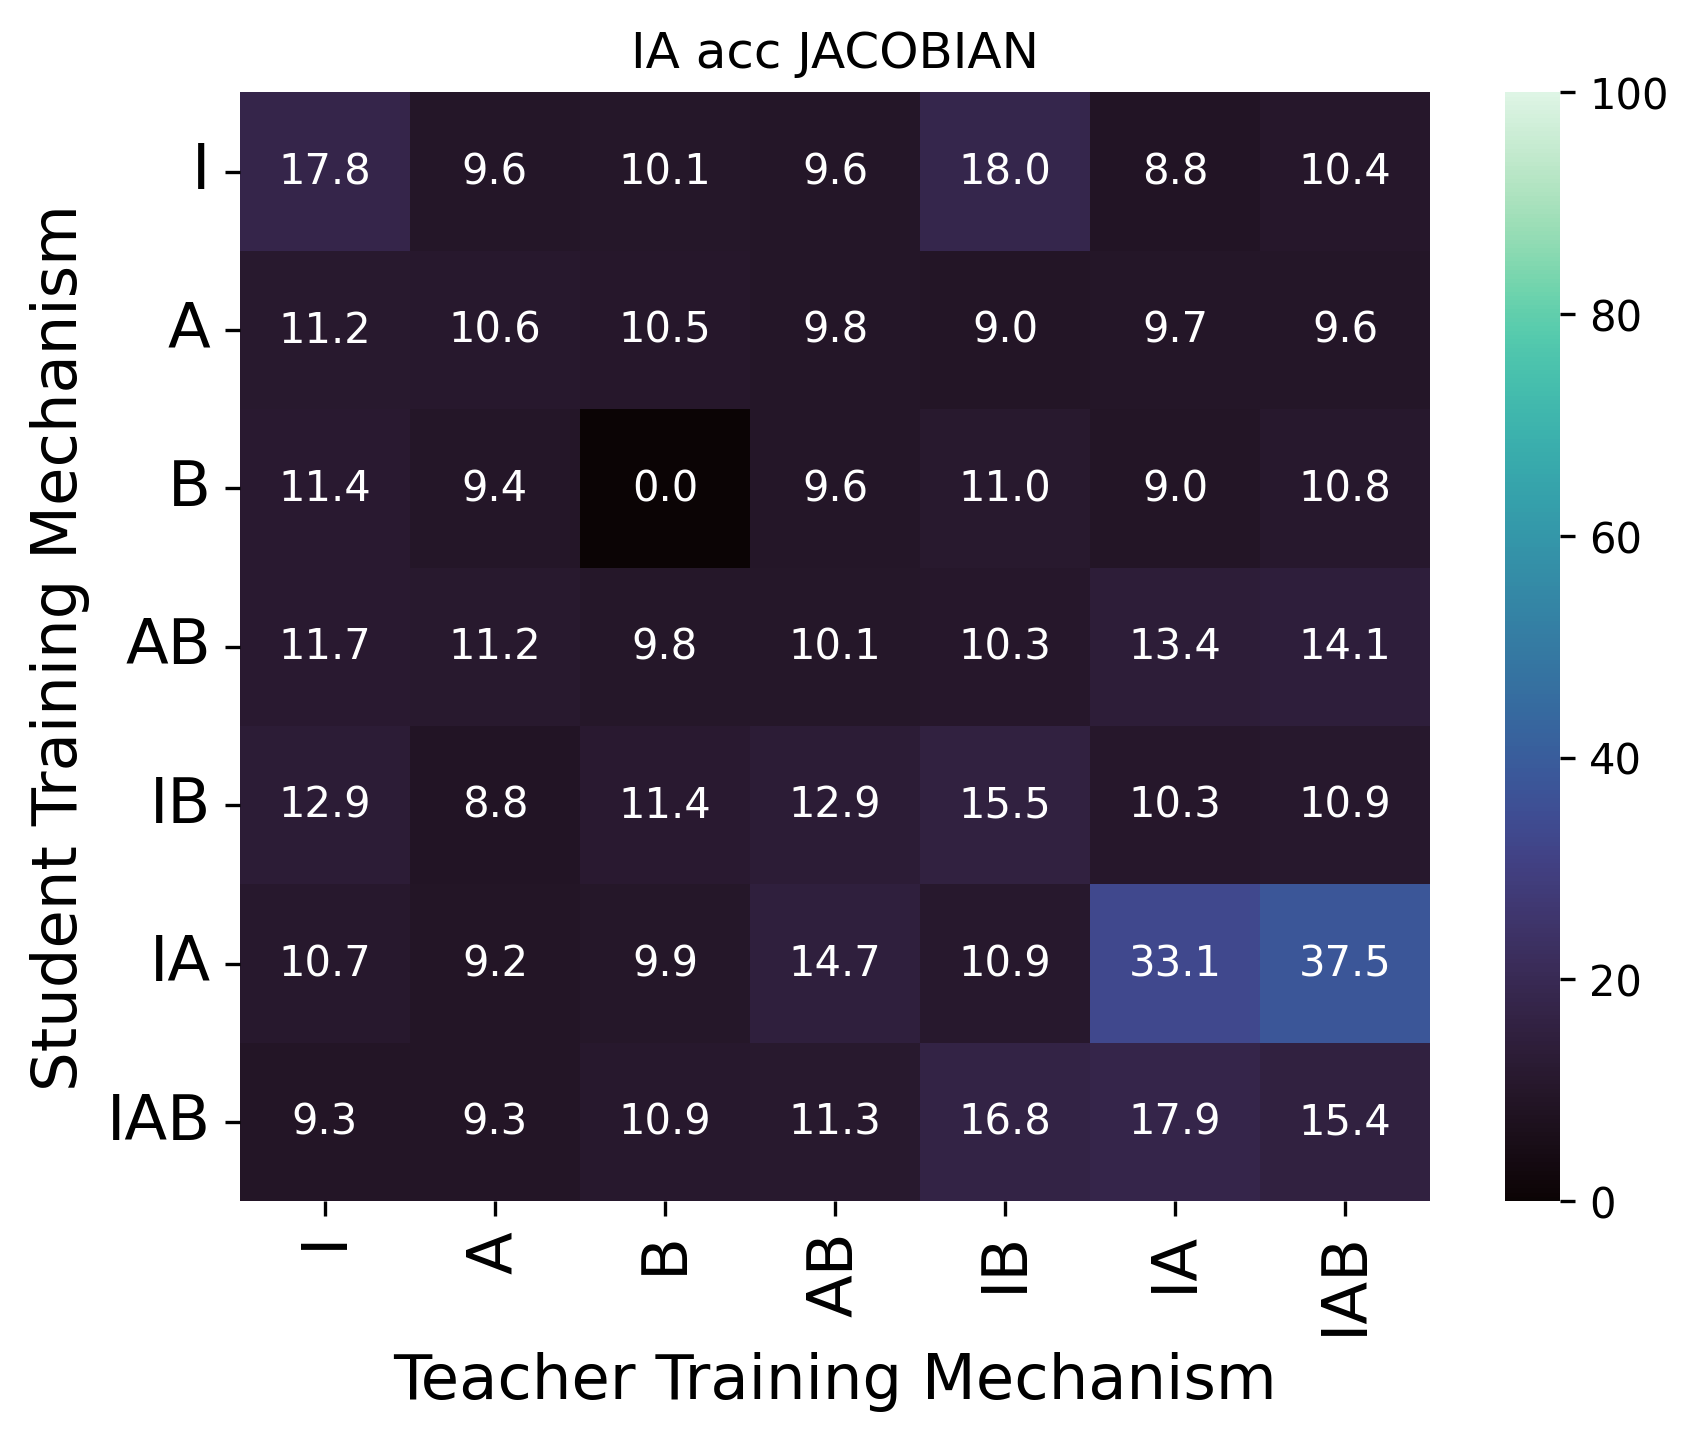 IA acc JACOBIAN
Student Training Mechanism
I 17.8 9.6 10.1 9.6 18.0 8.8 10.4
A 11.2 10.6 10.5 9.8 9.0 9.7 9.6
B 11.4 9.4 0.0 9.6 11.0 9.0 10.8
AB 11.7 11.2 9.8 10.1 10.3 13.4 14.1
IB 12.9 8.8 11.4 12.9 15.5 10.3 10.9
IA 10.7 9.2 9.9 14.7 10.9 33.1 37.5
IAB 9.3 9.3 10.9 11.3 16.8 17.9 15.4
I A B AB IB IA IAB
Teacher Training Mechanism
100
80
60
40
20
0